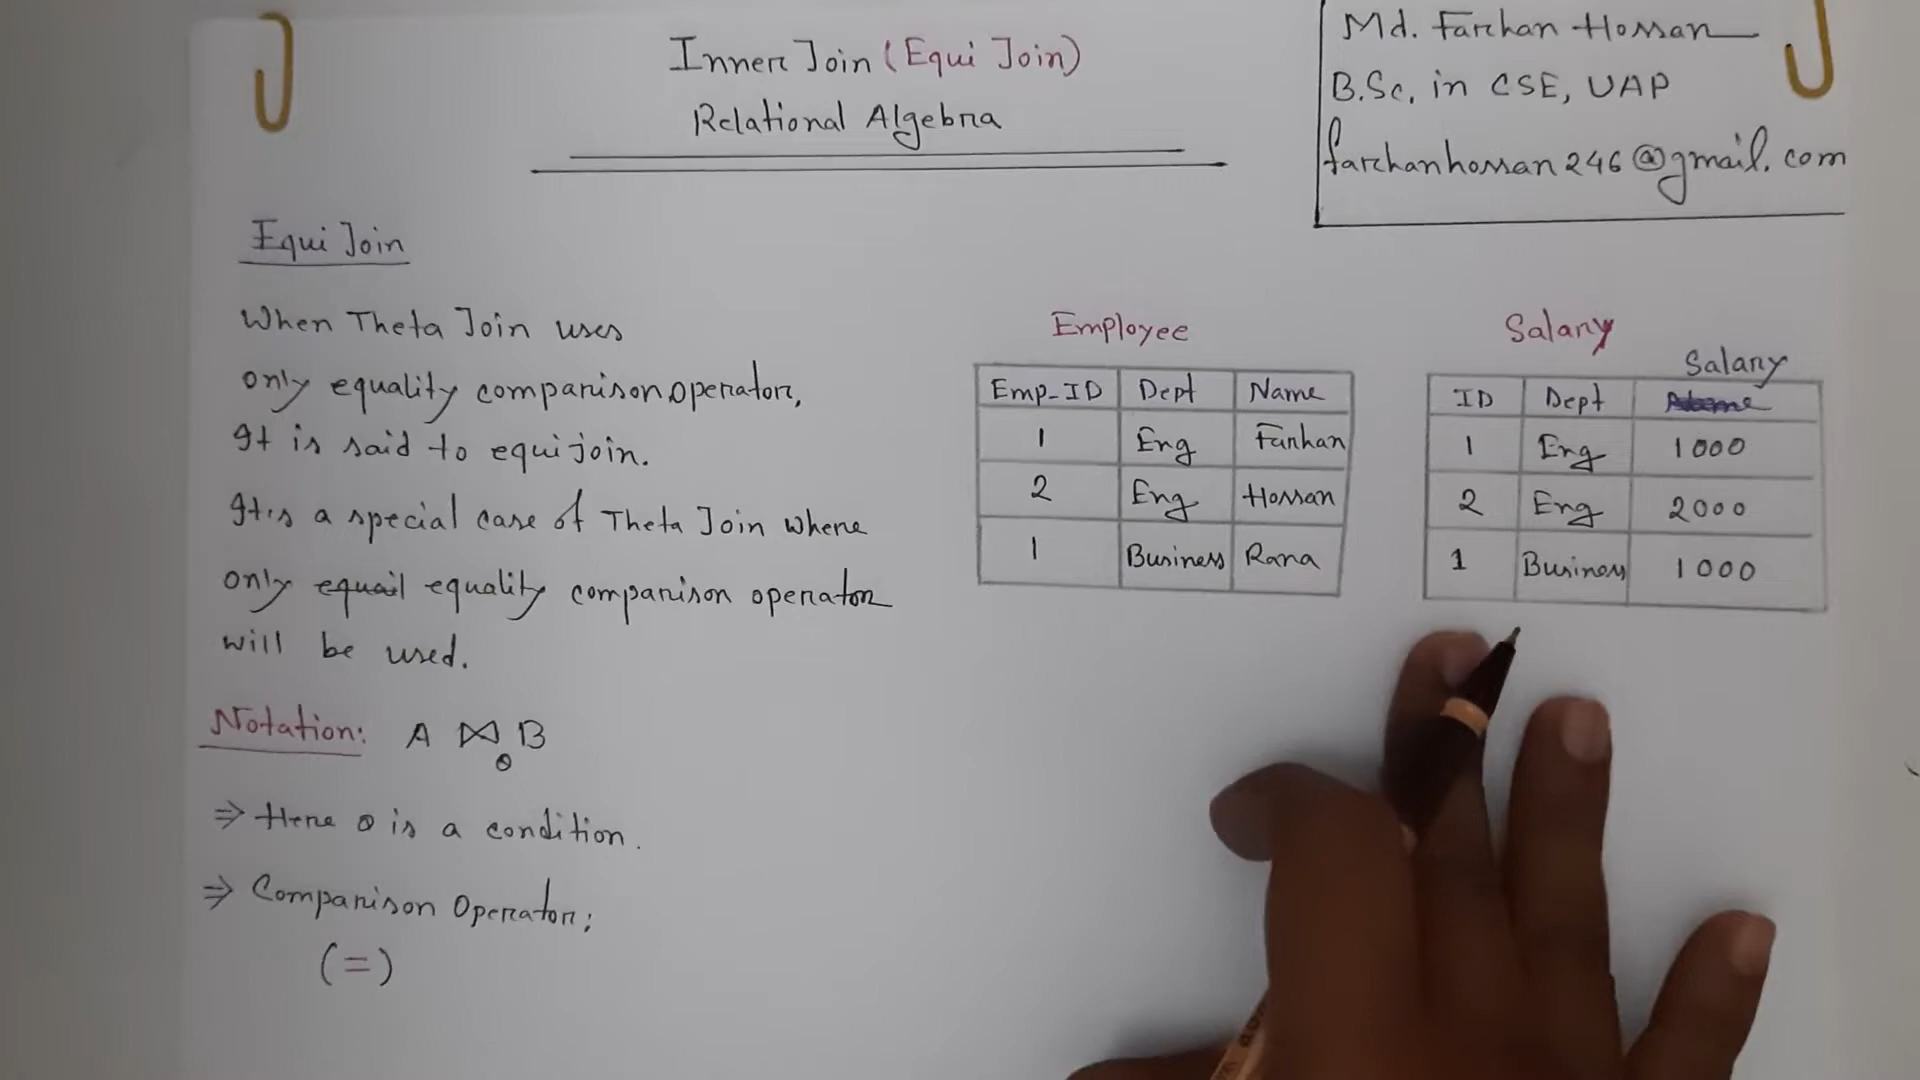 Inner Join (Equi Join)
Relational Algebra
Md. Farhan Hossan
B.Sc. in CSE, UAP
farhanhossan246@gmail.com
Equi Join
When Theta Join uses
only equality comparison operator,
It is said to equi join.
It is a special case of Theta Join where
only equail equality comparison operator
will be used.
Notation: A ⋈θ B
⇒ Here θ is a condition.
⇒ Comparison Operator:
(=)
Employee
Emp_ID Dept Name
1 Eng Farhan
2 Eng Hossan
1 Business Rana
Salary
Salary
ID Dept Name
1 Eng 1000
2 Eng 2000
1 Business 1000